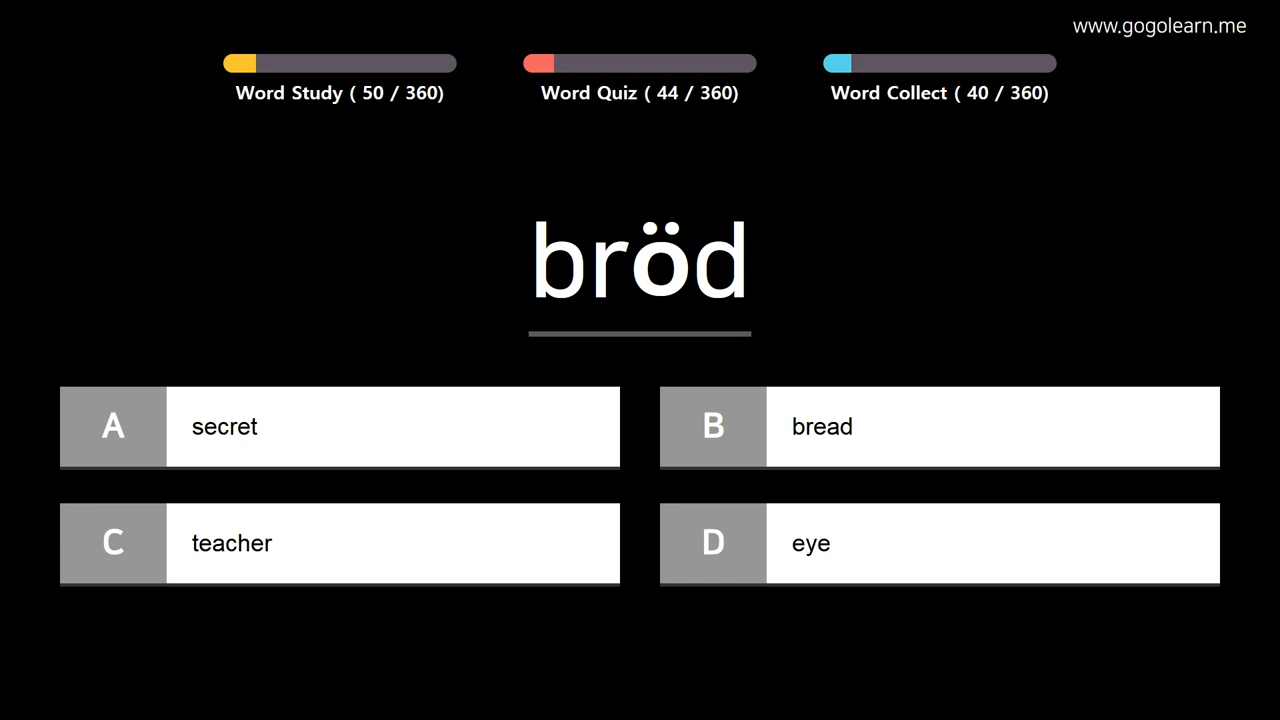 www.gogolearn.me
Word Study ( 50 / 360)
Word Quiz ( 44 / 360)
Word Collect ( 40 / 360)
bröd
A secret
B bread
C teacher
D eye